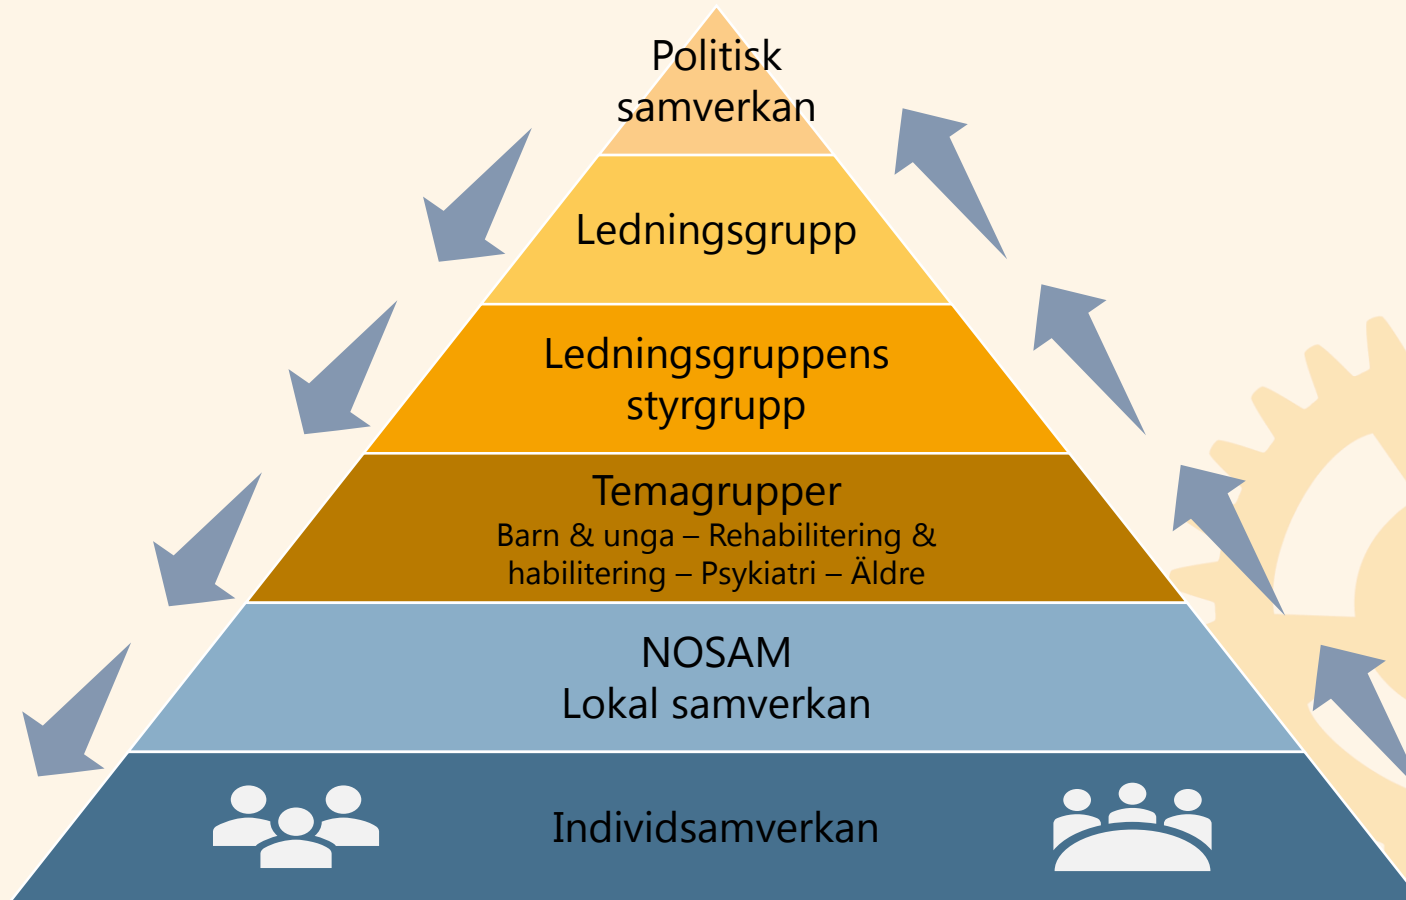 Politisk
samverkan
Ledningsgrupp
Ledningsgruppens
styrgrupp
Temagrupper
Barn & unga – Rehabilitering &
habilitering – Psykiatri – Äldre
NOSAM
Lokal samverkan
Individsamverkan